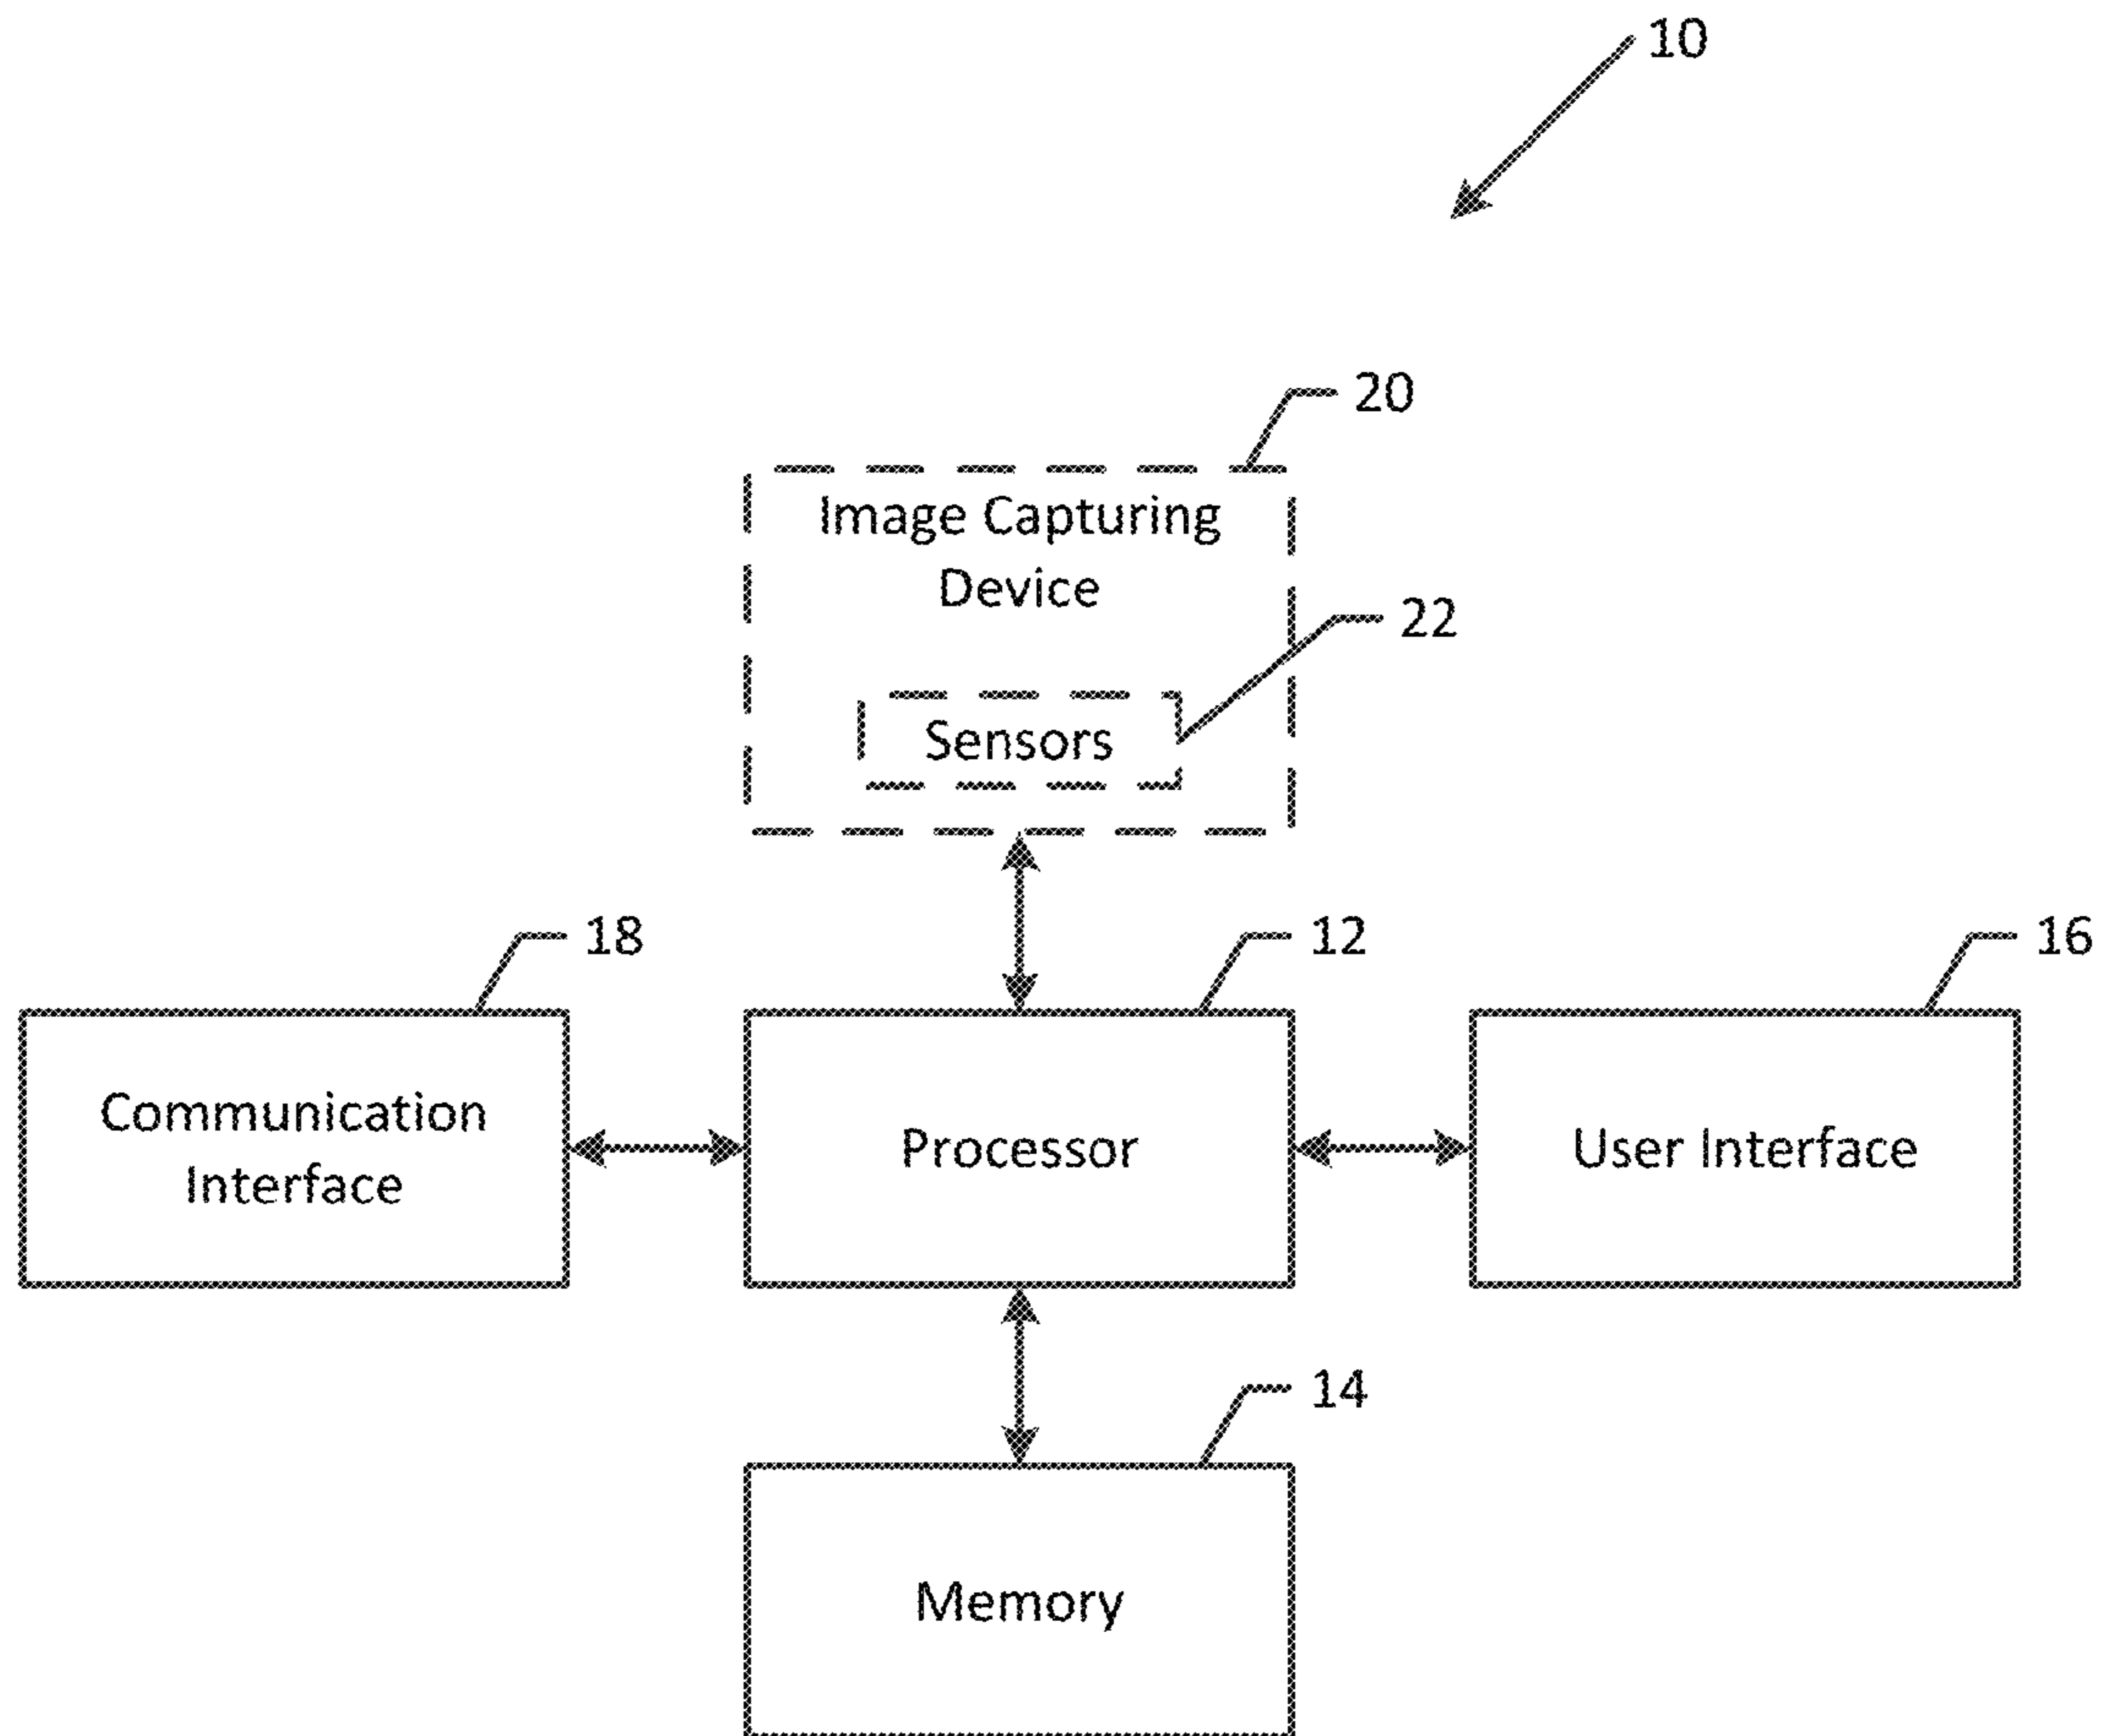 10
20
Image Capturing
Device
22
Sensors
18
12
16
Communication
Interface
Processor
User Interface
14
Memory